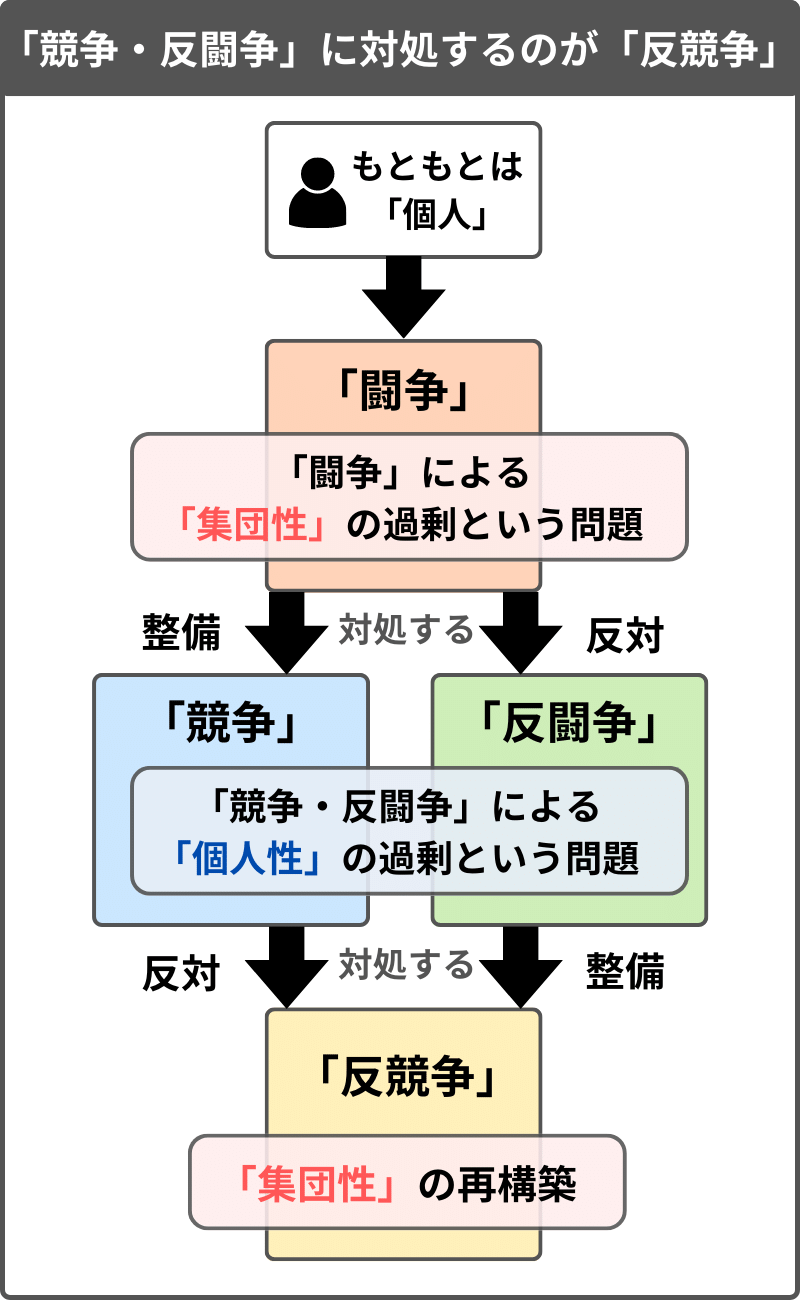 「競争・反闘争」に対処するのが「反競争」
もともとは
「個人」
「闘争」
「闘争」による
「集団性」の過剰という問題
整備
対処する
反対
「競争」
「反闘争」
「競争・反闘争」による
「個人性」の過剰という問題
反対
対処する
整備
「反競争」
「集団性」の再構築